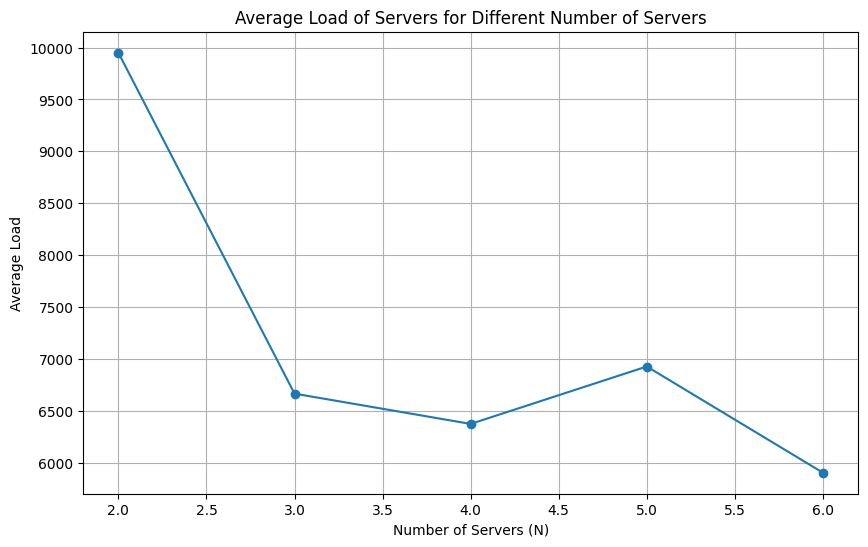 Average Load of Servers for Different Number of Servers
10000
9500
9000
8500
8000
7500
7000
6500
6000
Average Load
2.0 2.5 3.0 3.5 4.0 4.5 5.0 5.5 6.0
Number of Servers (N)